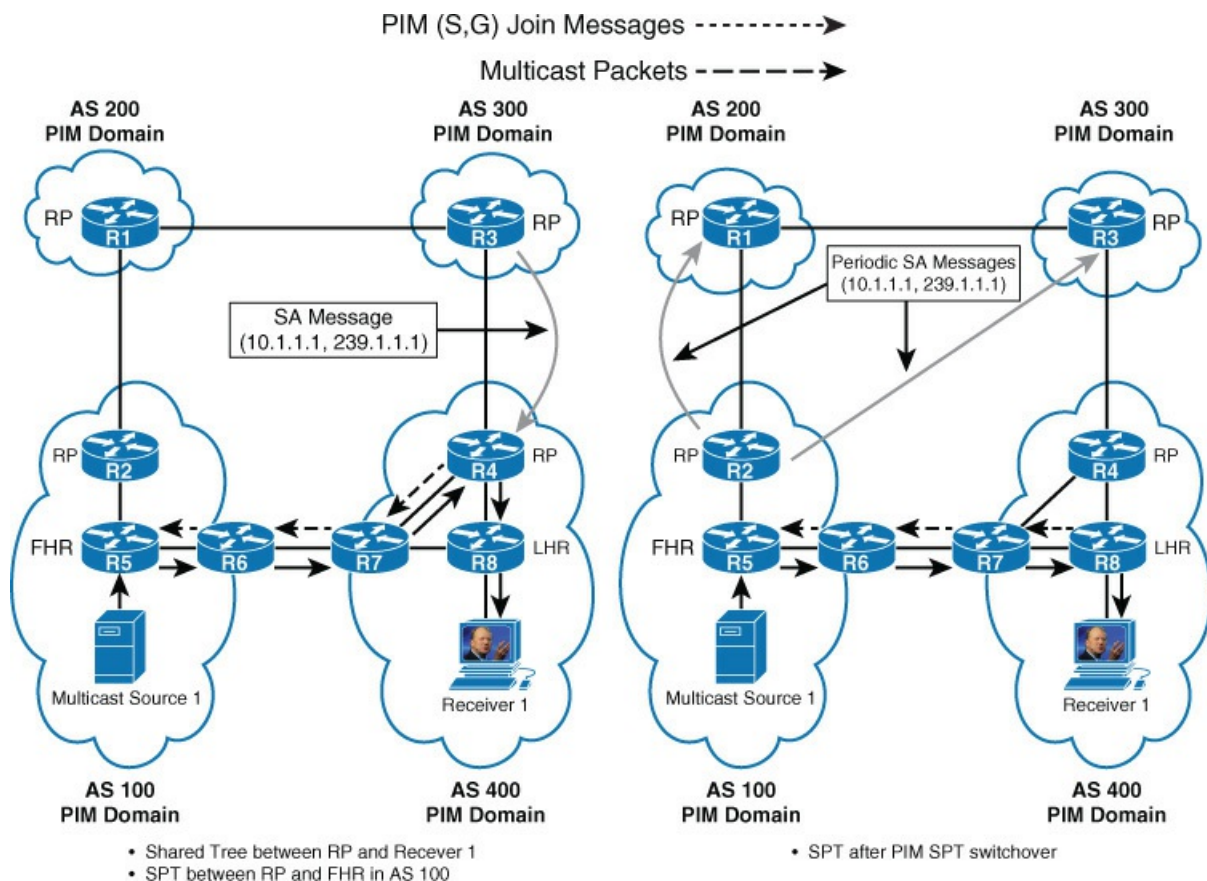 PIM (S,G) Join Messages
Multicast Packets
AS 200
PIM Domain
AS 300
PIM Domain
AS 200
PIM Domain
AS 300
PIM Domain
RP
R1
R3
RP
RP
R1
R3
RP
SA Message
(10.1.1.1, 239.1.1.1)
Periodic SA Messages
(10.1.1.1, 239.1.1.1)
RP
R2
R4
RP
RP
R2
R4
RP
FHR
R5
R6
R7
R8
LHR
FHR
R5
R6
R7
R8
LHR
Multicast Source 1
Receiver 1
Multicast Source 1
Receiver 1
AS 100
PIM Domain
AS 400
PIM Domain
AS 100
PIM Domain
AS 400
PIM Domain
• Shared Tree between RP and Recever 1
• SPT between RP and FHR in AS 100
• SPT after PIM SPT switchover